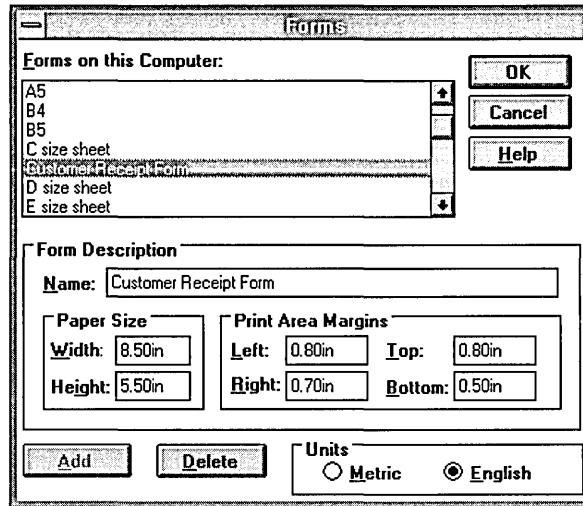 Forms
Forms on this Computer:
OK
A5
B4
B5
C size sheet
Customer Receipt Form
D size sheet
E size sheet
Cancel
Help
Form Description
Name: Customer Receipt Form
Paper Size
Width: 8.50in
Height: 5.50in
Print Area Margins
Left: 0.80in Top: 0.80in
Right: 0.70in Bottom: 0.50in
Add Delete
Units
Metric English